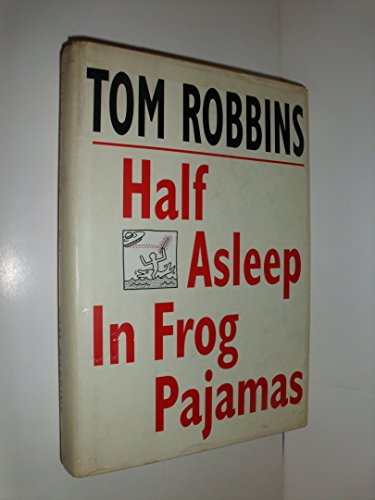 TOM ROBBINS
Half
Asleep
In Frog
Pajamas